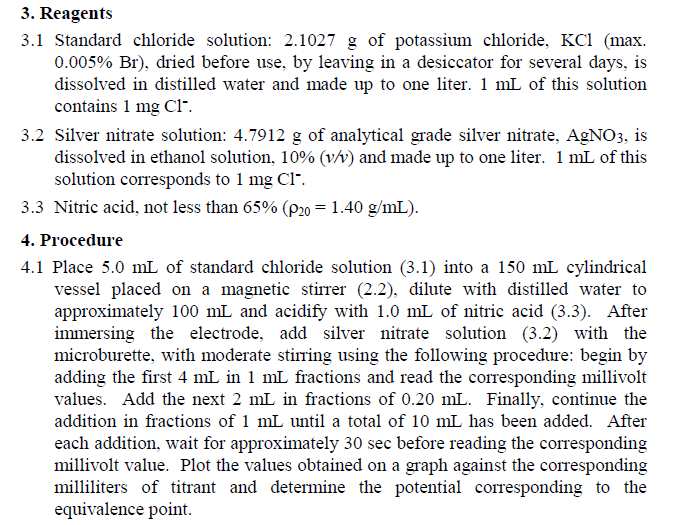 3. Reagents
3.1 Standard chloride solution: 2.1027 g of potassium chloride, KCl (max.
0.005% Br), dried before use, by leaving in a desiccator for several days, is
dissolved in distilled water and made up to one liter. 1 mL of this solution
contains 1 mg Cl⁻.
3.2 Silver nitrate solution: 4.7912 g of analytical grade silver nitrate, AgNO₃, is
dissolved in ethanol solution, 10% (v/v) and made up to one liter. 1 mL of this
solution corresponds to 1 mg Cl⁻.
3.3 Nitric acid, not less than 65% (ρ₂₀ = 1.40 g/mL).
4. Procedure
4.1 Place 5.0 mL of standard chloride solution (3.1) into a 150 mL cylindrical
vessel placed on a magnetic stirrer (2.2), dilute with distilled water to
approximately 100 mL and acidify with 1.0 mL of nitric acid (3.3). After
immersing the electrode, add silver nitrate solution (3.2) with the
microburette, with moderate stirring using the following procedure: begin by
adding the first 4 mL in 1 mL fractions and read the corresponding millivolt
values. Add the next 2 mL in fractions of 0.20 mL. Finally, continue the
addition in fractions of 1 mL until a total of 10 mL has been added. After
each addition, wait for approximately 30 sec before reading the corresponding
millivolt value. Plot the values obtained on a graph against the corresponding
milliliters of titrant and determine the potential corresponding to the
equivalence point.